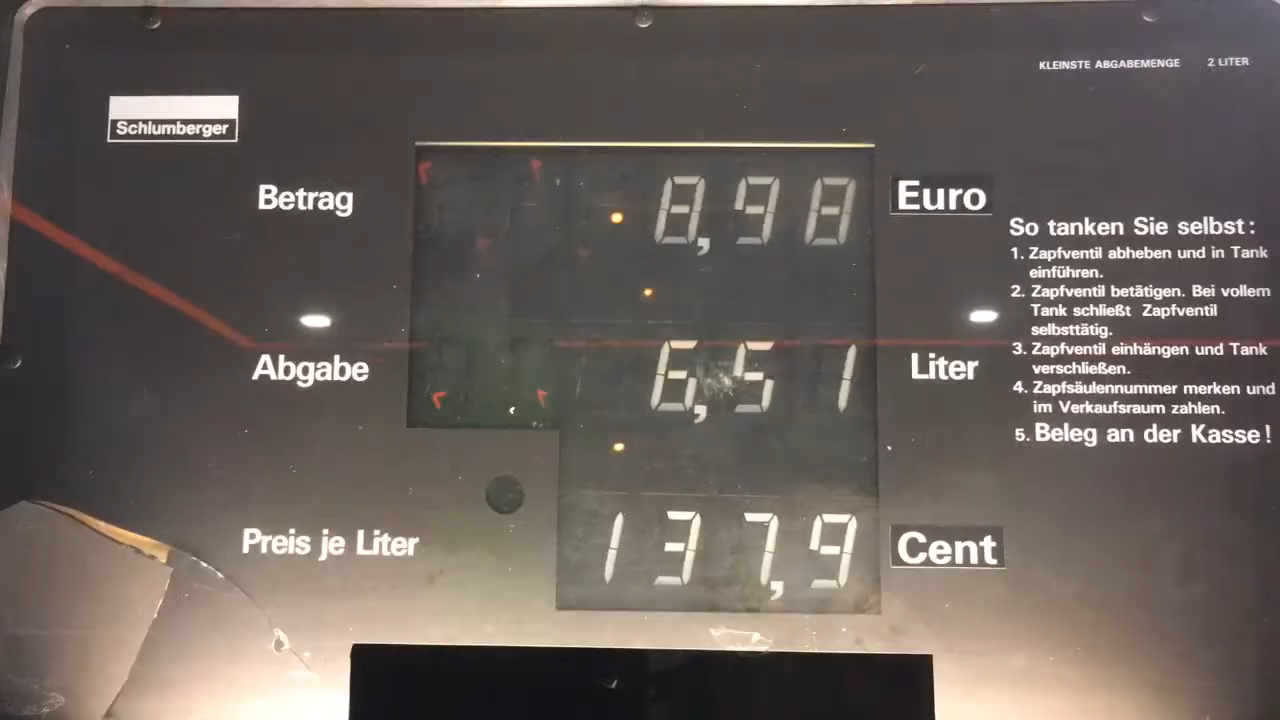 KLEINSTE ABGABEMENGE 2 LITER
Schlumberger
Betrag 8,98 Euro
Abgabe 6,51 Liter
Preis je Liter 137,9 Cent
So tanken Sie selbst:
1. Zapfventil abheben und in Tank
einführen.
2. Zapfventil betätigen. Bei vollem
Tank schließt Zapfventil
selbsttätig.
3. Zapfventil einhängen und Tank
verschließen.
4. Zapfsäulennummer merken und
im Verkaufsraum zahlen.
5. Beleg an der Kasse!